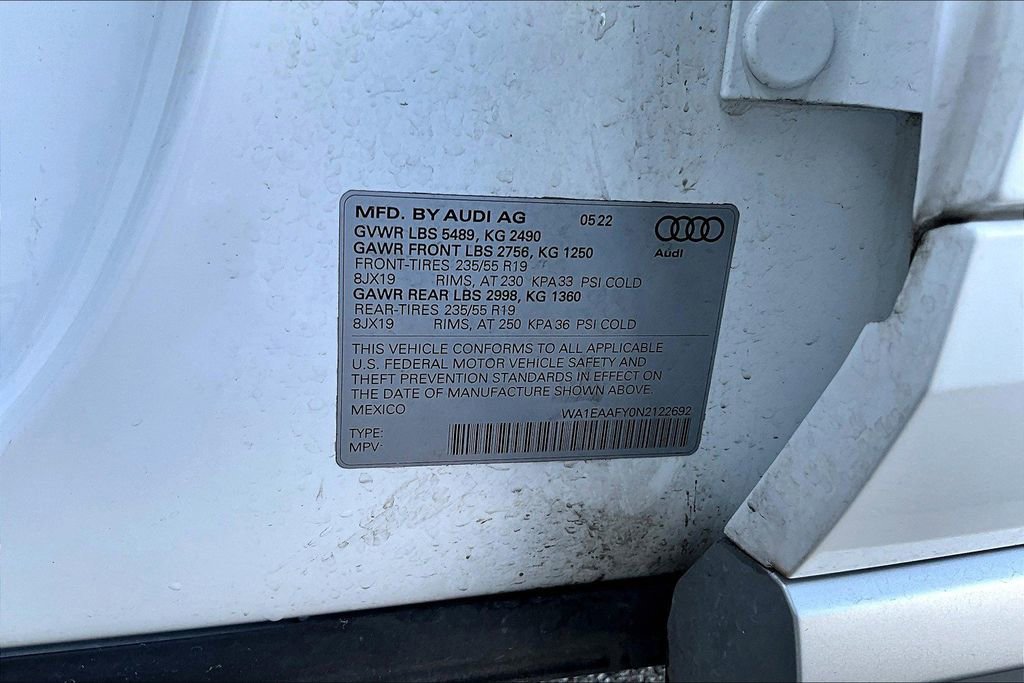 MFD. BY AUDI AG 05 22
GVWR LBS 5489, KG 2490
GAWR FRONT LBS 2756, KG 1250
Audi
FRONT-TIRES 235/55 R19
8JX19 RIMS, AT 230 KPA 33 PSI COLD
GAWR REAR LBS 2998, KG 1360
REAR-TIRES 235/55 R19
8JX19 RIMS, AT 250 KPA 36 PSI COLD
THIS VEHICLE CONFORMS TO ALL APPLICABLE
U.S. FEDERAL MOTOR VEHICLE SAFETY AND
THEFT PREVENTION STANDARDS IN EFFECT ON
THE DATE OF MANUFACTURE SHOWN ABOVE.
MEXICO WA1EAAFY0N2122692
TYPE:
MPV-